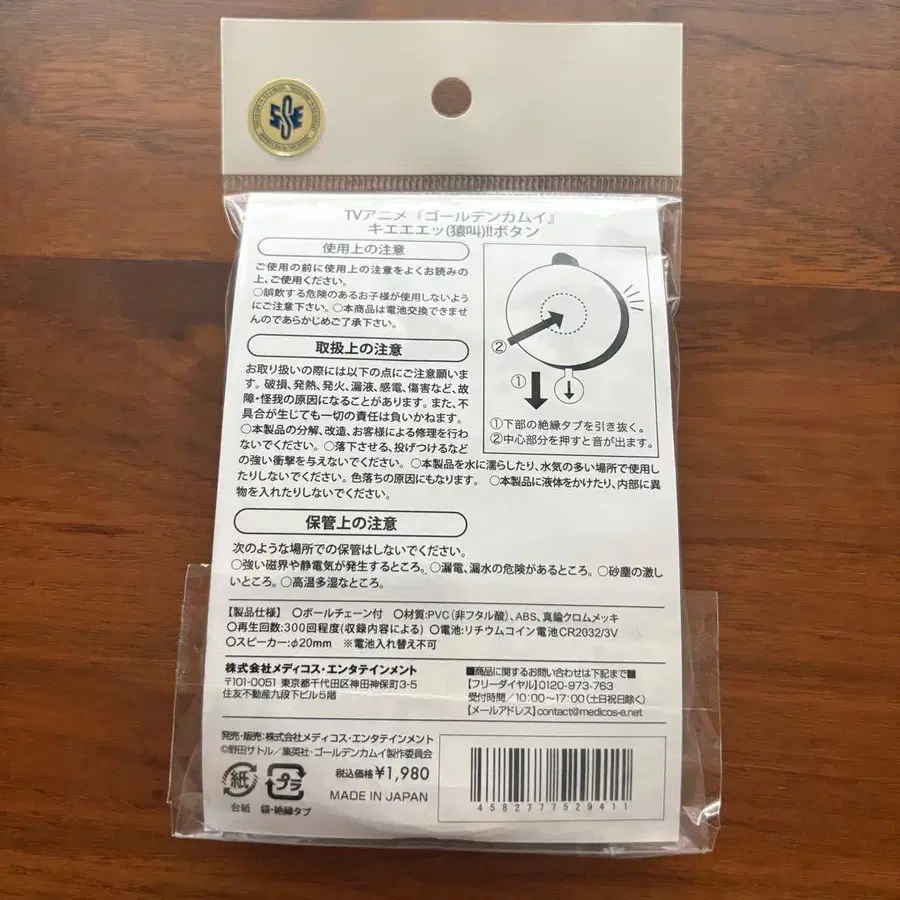 SSE
TVアニメ『ゴールデンカムイ』
キエエエッ(猿叫)!!ボタン
使用上の注意
ご使用の前に使用上の注意をよくお読みの
上、ご使用ください。
○誤飲する危険のあるお子様が使用しないよう
にご注意下さい。○本商品は電池交換できませ
んのであらかじめご了承下さい。
取扱上の注意
お取り扱いの際には以下の点にご注意願いま
す。破損、発熱、発火、漏液、感電、傷害など、故
障・怪我の原因になることがあります。また、不
具合が生じても一切の責任は負いかねます。
○本製品の分解、改造、お客様による修理を行わ
ないでください。○落下させる、投げつけるなど
の強い衝撃を与えないでください。○本製品を水に濡らしたり、水気の多い場所で使用し
たりしないでください。色落ちの原因にもなります。 ○本製品に液体をかけたり、内部に異
物を入れたりしないでください。
②
①
①下部の絶縁タブを引き抜く。
②中心部分を押すと音が出ます。
保管上の注意
次のような場所での保管はしないでください。
○強い磁界や静電気が発生するところ。○漏電、漏水の危険があるところ。○砂塵の激し
いところ。○高温多湿なところ。
【製品仕様】 ○ボールチェーン付 ○材質:PVC(非フタル酸)、ABS、真鍮クロムメッキ
○再生回数:300回程度(収録内容による) ○電池:リチウムコイン電池CR2032/3V
○スピーカー:φ20mm ※電池入れ替え不可
株式会社メディコス・エンタテインメント
〒101-0051 東京都千代田区神田神保町3-5
住友不動産九段下ビル5階
■商品に関するお問い合わせは下記まで■
【フリーダイヤル】0120-973-763
受付時間/10:00~17:00(土日祝日除く)
【メールアドレス】contact@medicos-e.net
発売・販売:株式会社メディコス・エンタテインメント
©野田サトル/集英社・ゴールデンカムイ製作委員会
紙
台紙
プラ
袋・絶縁タブ
税込価格¥1,980
MADE IN JAPAN
4582777529411